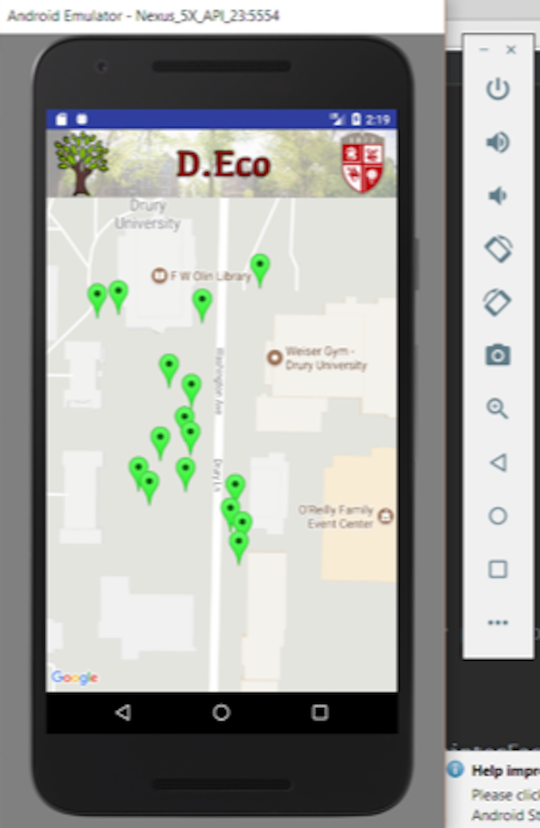 Android Emulator - Nexus_5X_API_23:5554
2:19
D.Eco
Drury
University
F W Olin Library
Weiser Gym -
Drury University
Washington Ave
Drury Ln
O'Reilly Family
Event Center
Google
Help impr
Please click
Android St